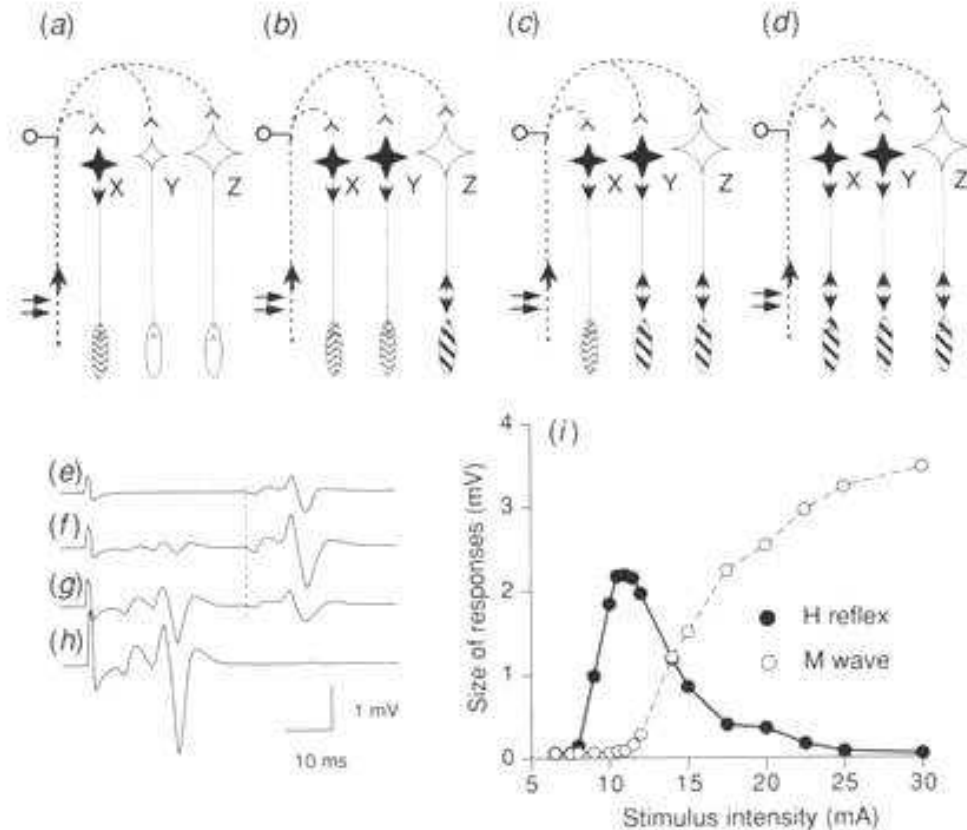 (a) (b) (c) (d)
X Y Z X Y Z X Y Z X Y Z
(e)
(f)
(g)
(h)
1 mV
10 ms
(i)
4
3
2
1
0
Size of responses (mV)
H reflex
M wave
5 10 15 20 25 30
Stimulus intensity (mA)